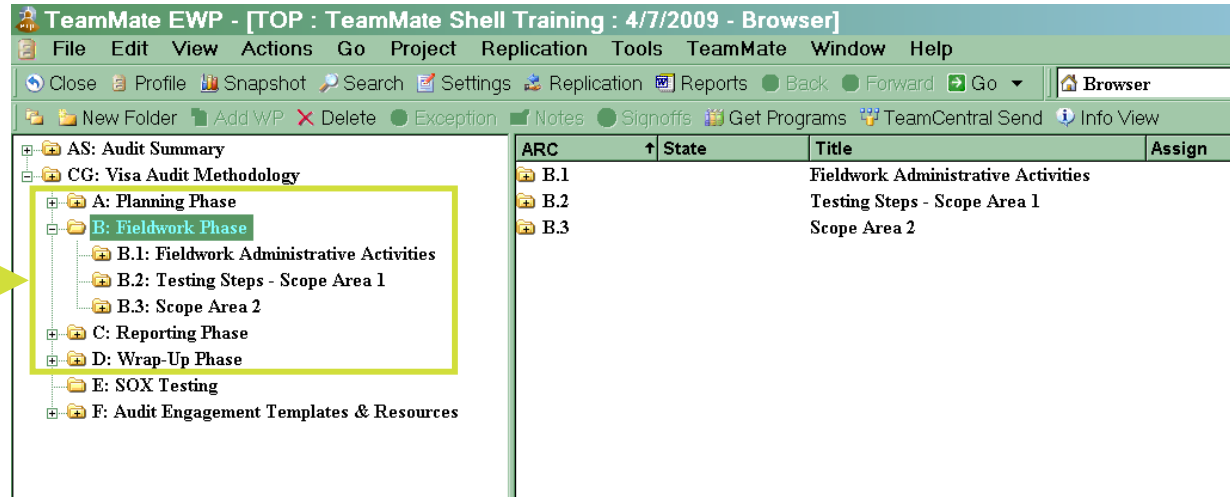 TeamMate EWP - [TOP : TeamMate Shell Training : 4/7/2009 - Browser]
File Edit View Actions Go Project Replication Tools TeamMate Window Help
Close Profile Snapshot Search Settings Replication Reports Back Forward Go Browser
New Folder Add WP Delete Exception Notes Signoffs Get Programs TeamCentral Send Info View
AS: Audit Summary
CG: Visa Audit Methodology
A: Planning Phase
B: Fieldwork Phase
B.1: Fieldwork Administrative Activities
B.2: Testing Steps - Scope Area 1
B.3: Scope Area 2
C: Reporting Phase
D: Wrap-Up Phase
E: SOX Testing
F: Audit Engagement Templates & Resources
ARC State Title Assign
B.1 Fieldwork Administrative Activities
B.2 Testing Steps - Scope Area 1
B.3 Scope Area 2